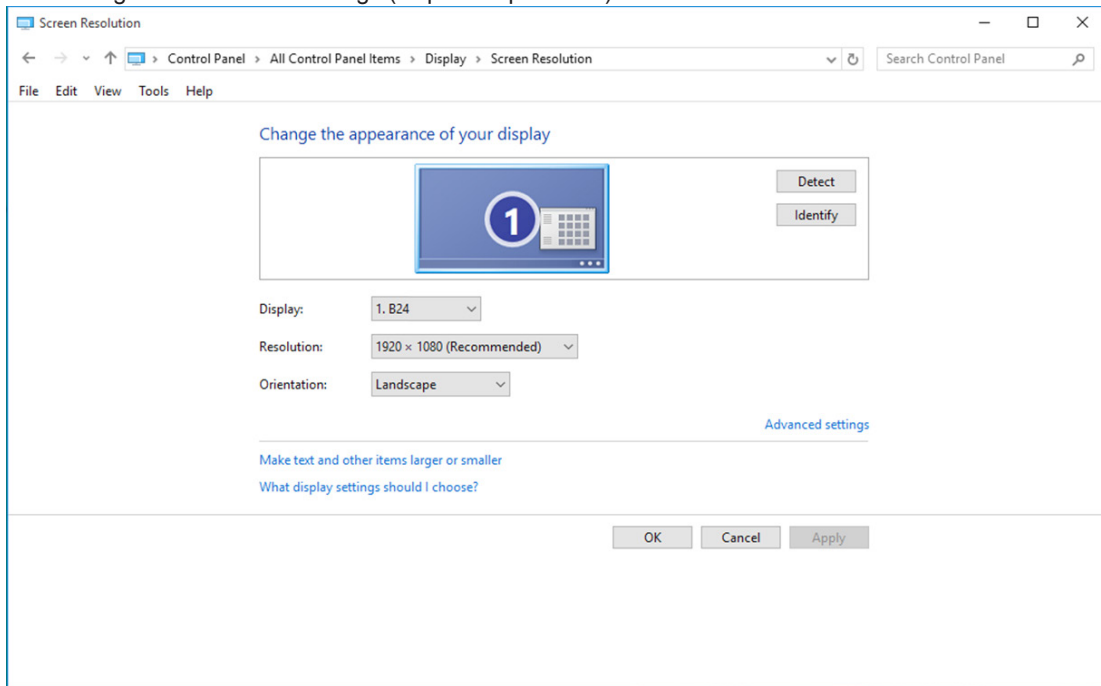 Screen Resolution
Control Panel > All Control Panel Items > Display > Screen Resolution
Search Control Panel
File Edit View Tools Help
Change the appearance of your display
1
Detect
Identify
Display: 1. B24
Resolution: 1920 × 1080 (Recommended)
Orientation: Landscape
Advanced settings
Make text and other items larger or smaller
What display settings should I choose?
OK Cancel Apply